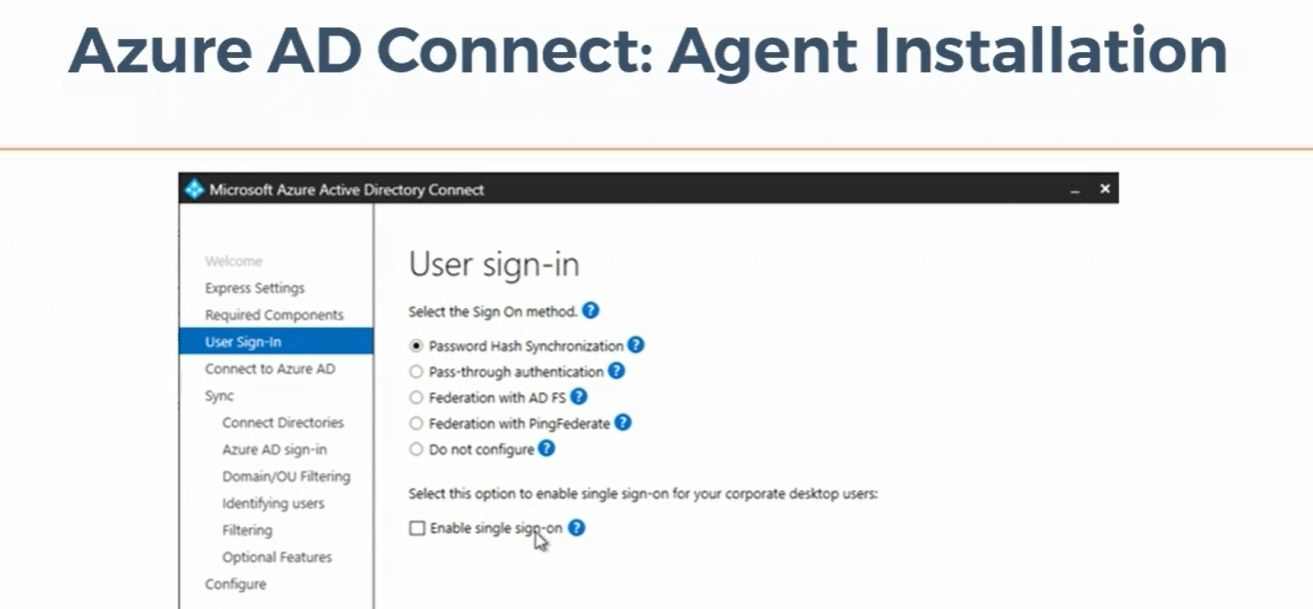 Azure AD Connect: Agent Installation
Microsoft Azure Active Directory Connect
Welcome
Express Settings
Required Components
User Sign-In
Connect to Azure AD
Sync
Connect Directories
Azure AD sign-in
Domain/OU Filtering
Identifying users
Filtering
Optional Features
Configure
User sign-in
Select the Sign On method. ?
Password Hash Synchronization ?
Pass-through authentication ?
Federation with AD FS ?
Federation with PingFederate ?
Do not configure ?
Select this option to enable single sign-on for your corporate desktop users:
Enable single sign-on ?